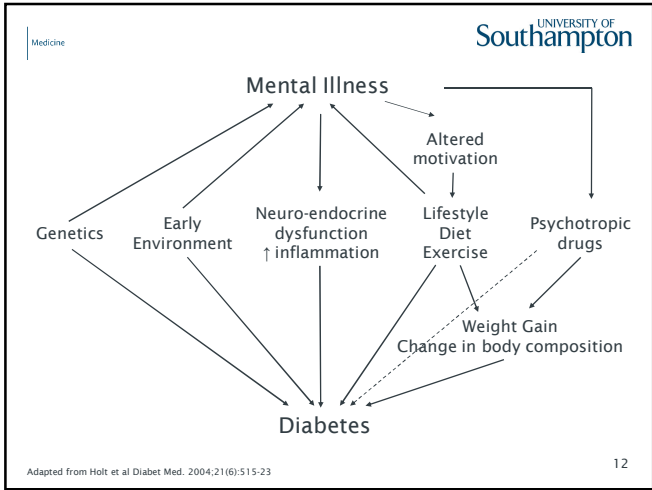 Medicine
UNIVERSITY OF
Southampton
Mental Illness
Altered
motivation
Genetics
Early
Environment
Neuro-endocrine
dysfunction
↑ inflammation
Lifestyle
Diet
Exercise
Psychotropic
drugs
Weight Gain
Change in body composition
Diabetes
Adapted from Holt et al Diabet Med. 2004;21(6):515-23
12